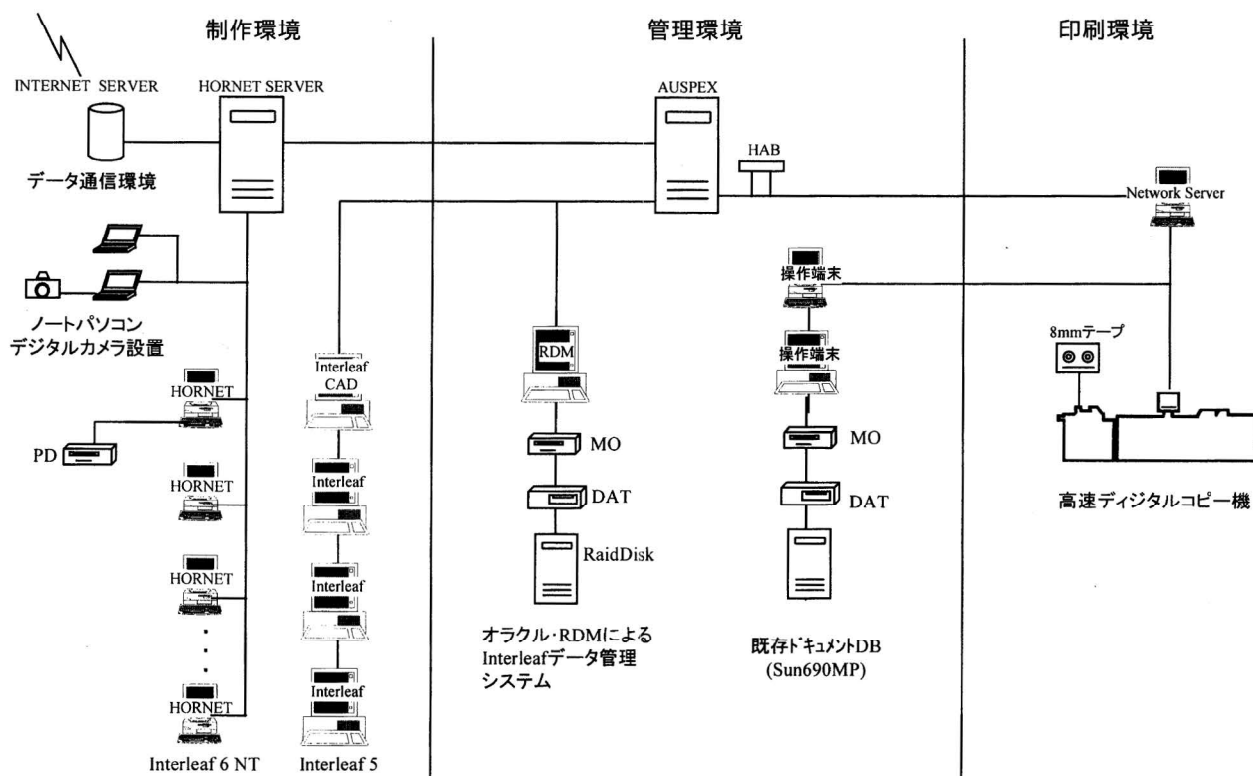 制作環境
管理環境
印刷環境
INTERNET SERVER
HORNET SERVER
AUSPEX
HAB
データ通信環境
Network Server
操作端末
ノートパソコン
デジタルカメラ設置
RDM
操作端末
8mmテープ
Interleaf
CAD
HORNET
PD
MO
MO
HORNET
Interleaf
DAT
DAT
高速ディジタルコピー機
RaidDisk
HORNET
Interleaf
オラクル・RDMによる
Interleafデータ管理
システム
既存ドキュメントDB
(Sun690MP)
HORNET
Interleaf
Interleaf 6 NT
Interleaf 5